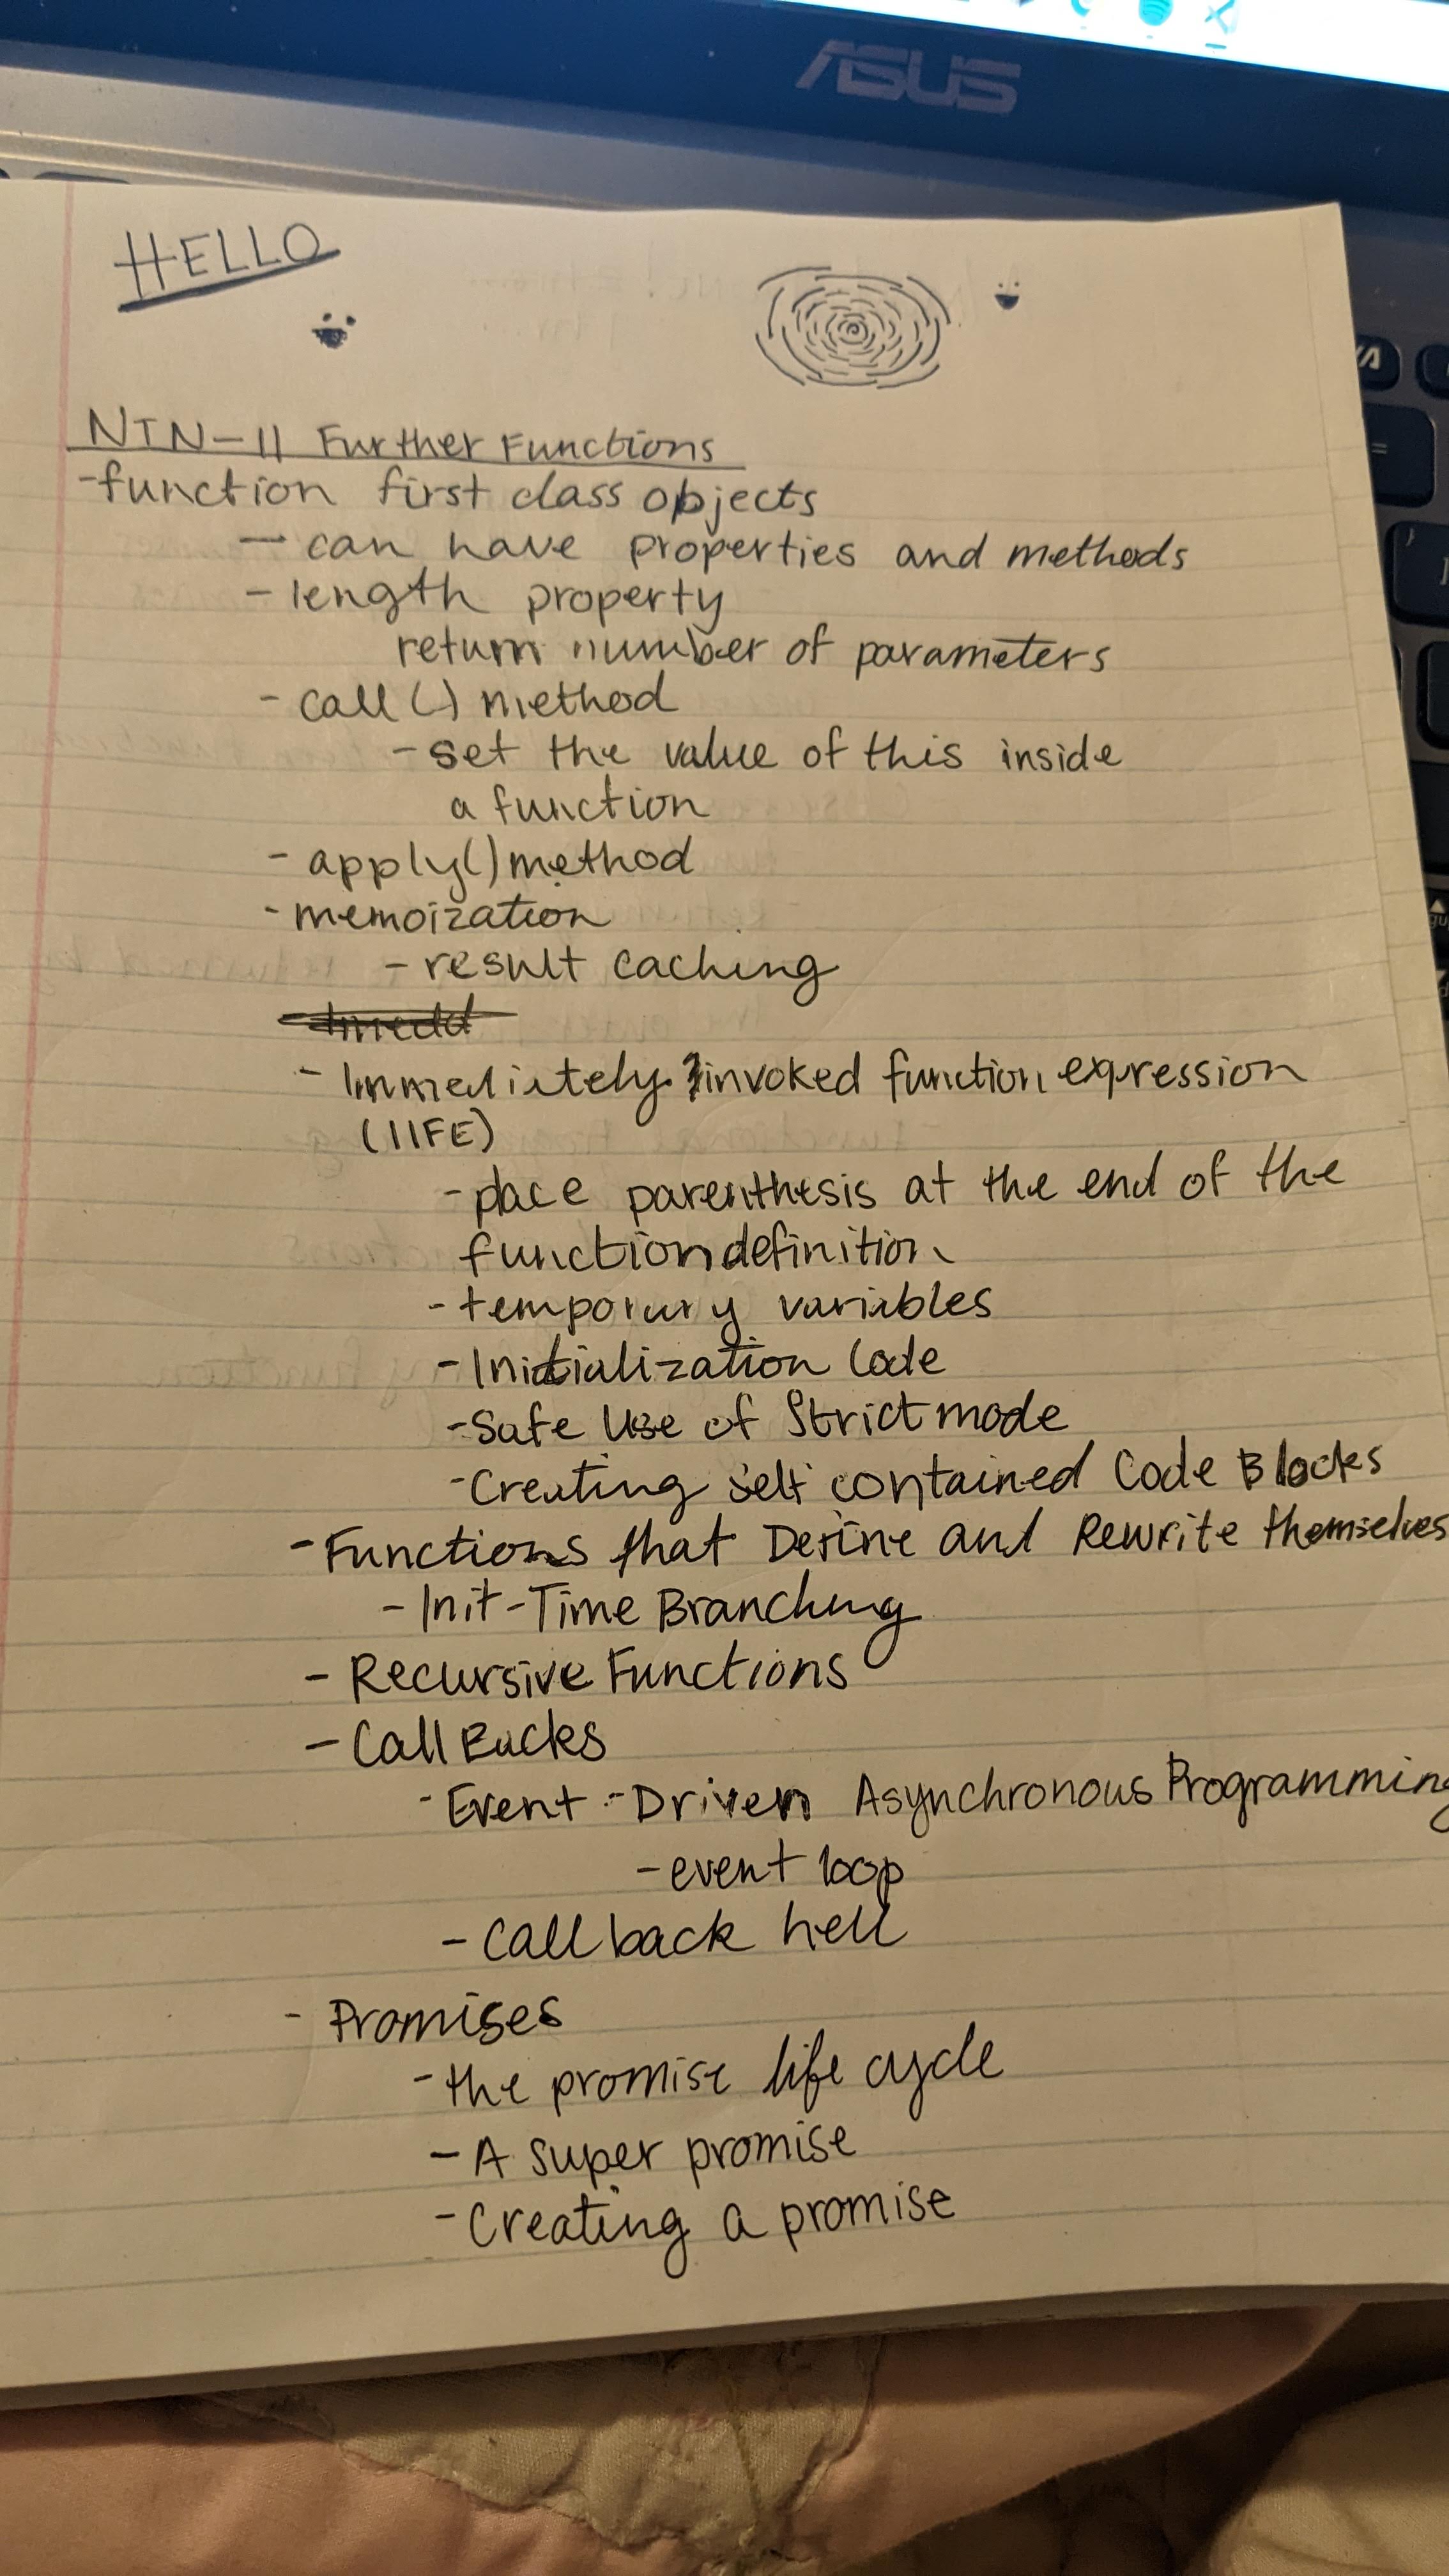 ASUS
HELLO
NTN-11 Further Functions
-function first class objects
- can have properties and methods
- length property
return number of parameters
- call() method
- set the value of this inside
a function
- apply() method
- memoization
- result caching
- Immediately invoked function expression
(IIFE)
- place parenthesis at the end of the
function definition
- temporary variables
- Initialization Code
- Safe Use of Strict mode
- Creating self contained Code Blocks
- Functions that Define and Rewrite themselves
- Init-Time Branching
- Recursive Functions
- Call Backs
- Event-Driven Asynchronous Programming
- event loop
- Call back hell
- Promises
- the promise life cycle
- A super promise
- Creating a promise